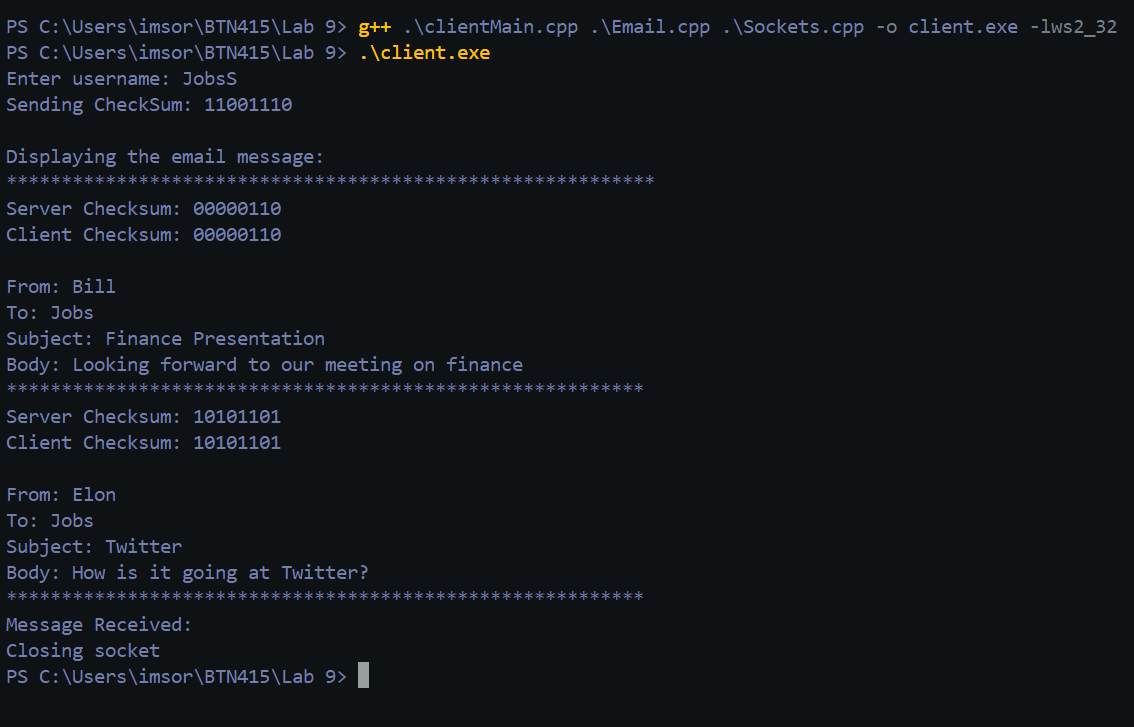 PS C:\Users\imsor\BTN415\Lab 9> g++ .\clientMain.cpp .\Email.cpp .\Sockets.cpp -o client.exe -lws2_32
PS C:\Users\imsor\BTN415\Lab 9> .\client.exe
Enter username: JobsS
Sending CheckSum: 11001110
Displaying the email message:
***********************************************************
Server Checksum: 00000110
Client Checksum: 00000110
From: Bill
To: Jobs
Subject: Finance Presentation
Body: Looking forward to our meeting on finance
**********************************************************
Server Checksum: 10101101
Client Checksum: 10101101
From: Elon
To: Jobs
Subject: Twitter
Body: How is it going at Twitter?
**********************************************************
Message Received:
Closing socket
PS C:\Users\imsor\BTN415\Lab 9>